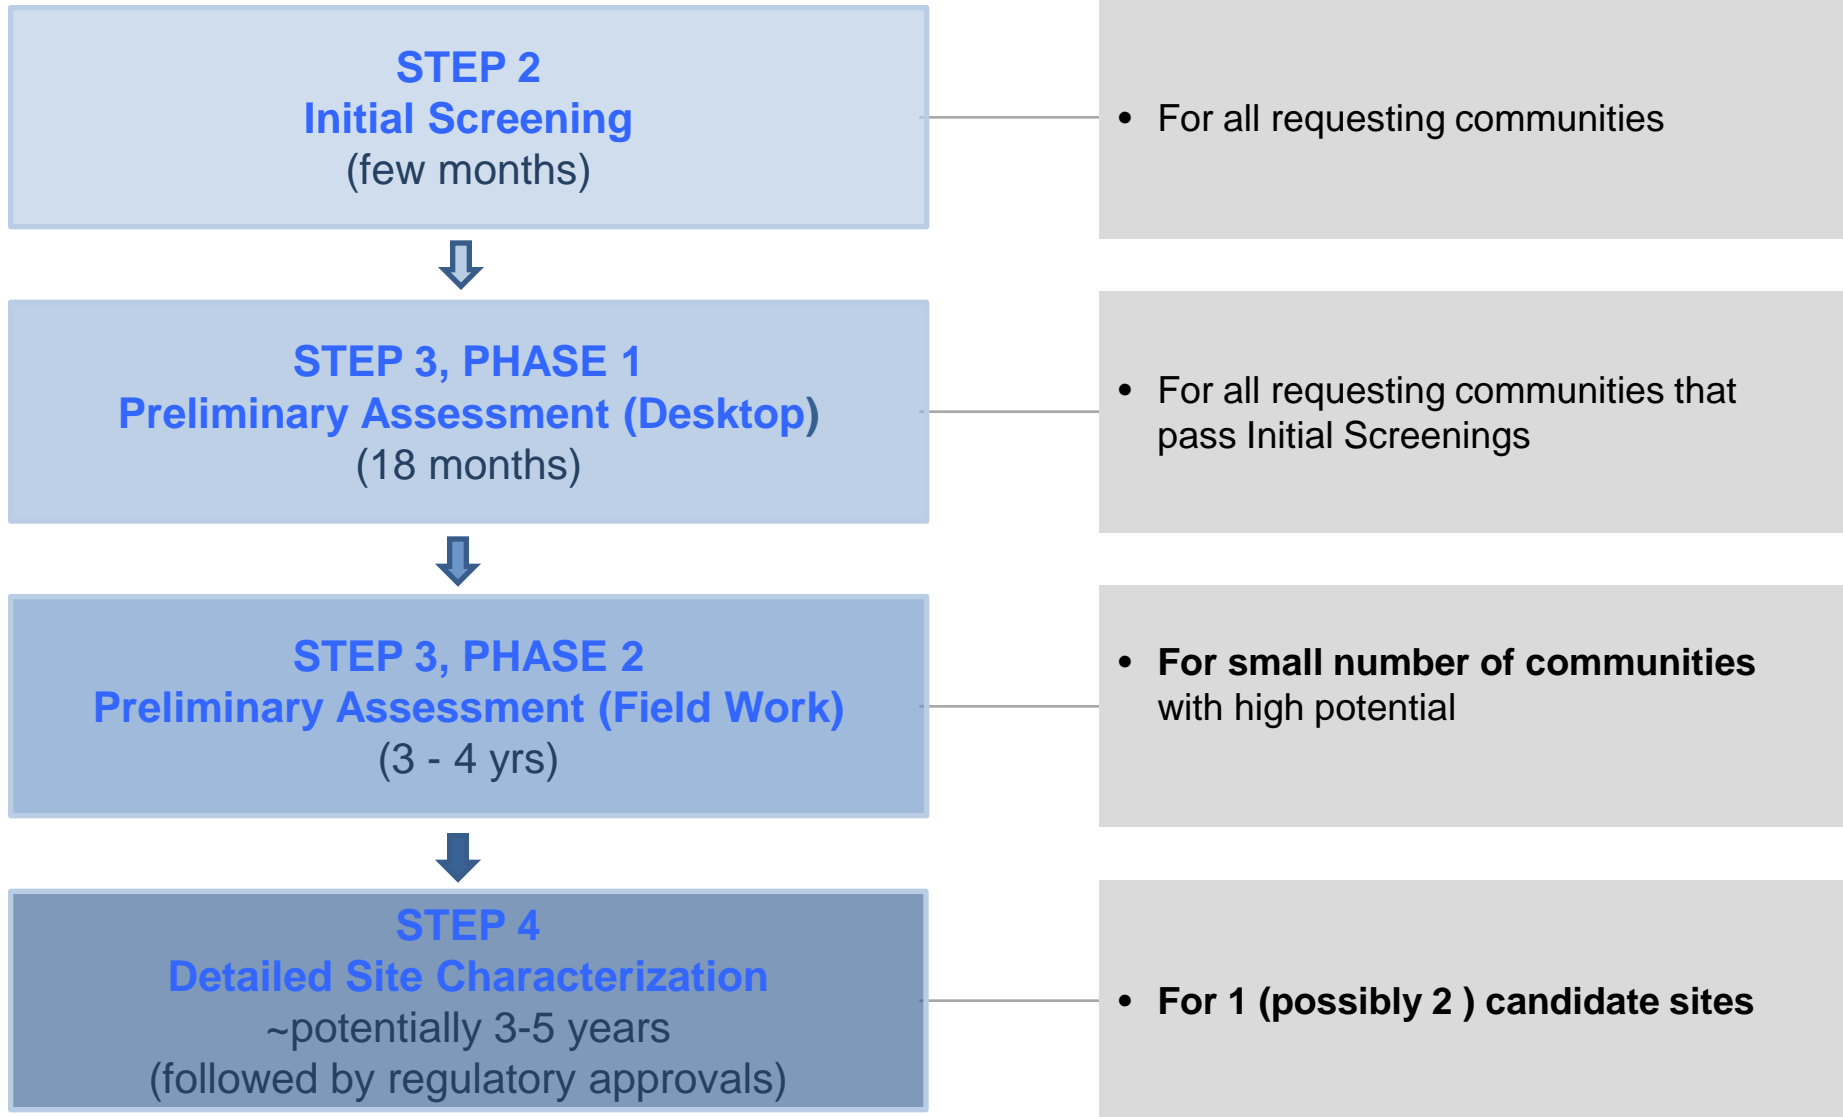 STEP 2
Initial Screening
(few months)
• For all requesting communities
STEP 3, PHASE 1
Preliminary Assessment (Desktop)
(18 months)
• For all requesting communities that
pass Initial Screenings
STEP 3, PHASE 2
Preliminary Assessment (Field Work)
(3 - 4 yrs)
• For small number of communities
with high potential
STEP 4
Detailed Site Characterization
~potentially 3-5 years
(followed by regulatory approvals)
• For 1 (possibly 2 ) candidate sites